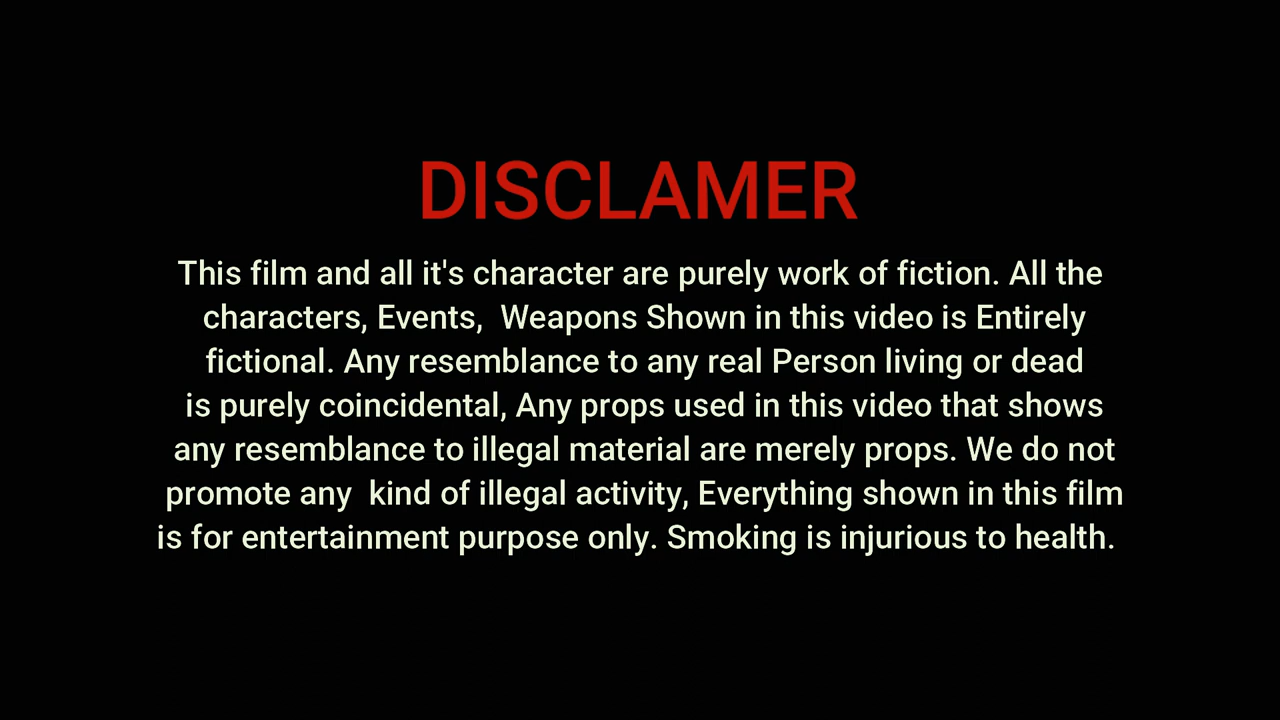 DISCLAMER
This film and all it's character are purely work of fiction. All the
characters, Events,  Weapons Shown in this video is Entirely
fictional. Any resemblance to any real Person living or dead
is purely coincidental, Any props used in this video that shows
any resemblance to illegal material are merely props. We do not
promote any  kind of illegal activity, Everything shown in this film
is for entertainment purpose only. Smoking is injurious to health.